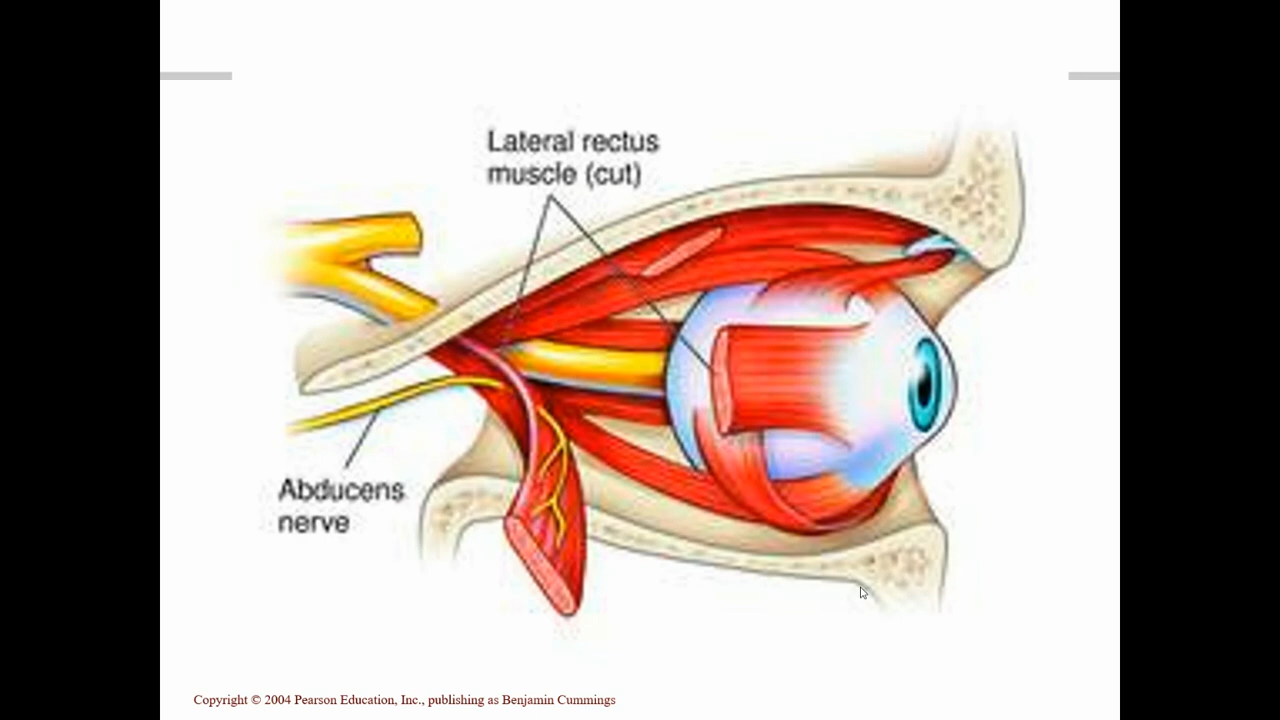 Lateral rectus
muscle (cut)
Abducens
nerve
Copyright © 2004 Pearson Education, Inc., publishing as Benjamin Cummings